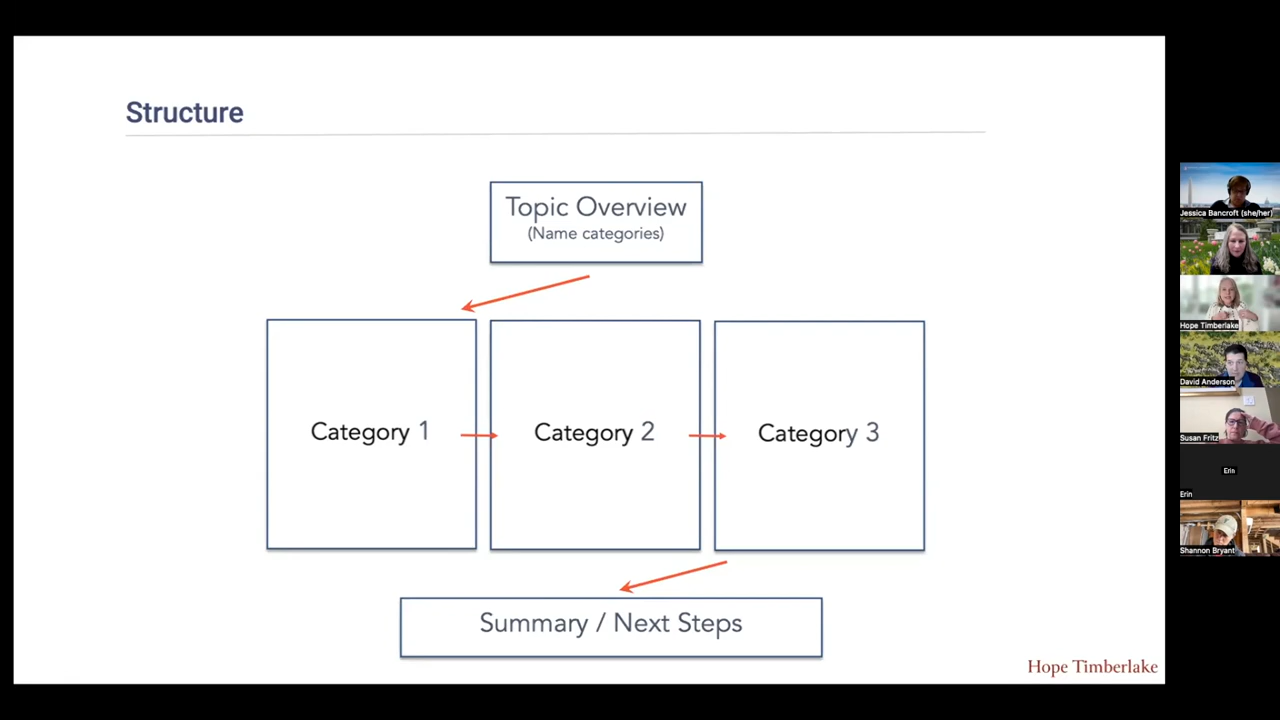 Structure
Topic Overview
(Name categories)
Category 1
Category 2
Category 3
Summary / Next Steps
Hope Timberlake
Jessica Bancroft (she/her)
Hope Timberlake
David Anderson
Susan Fritz
Erin
Erin
Shannon Bryant